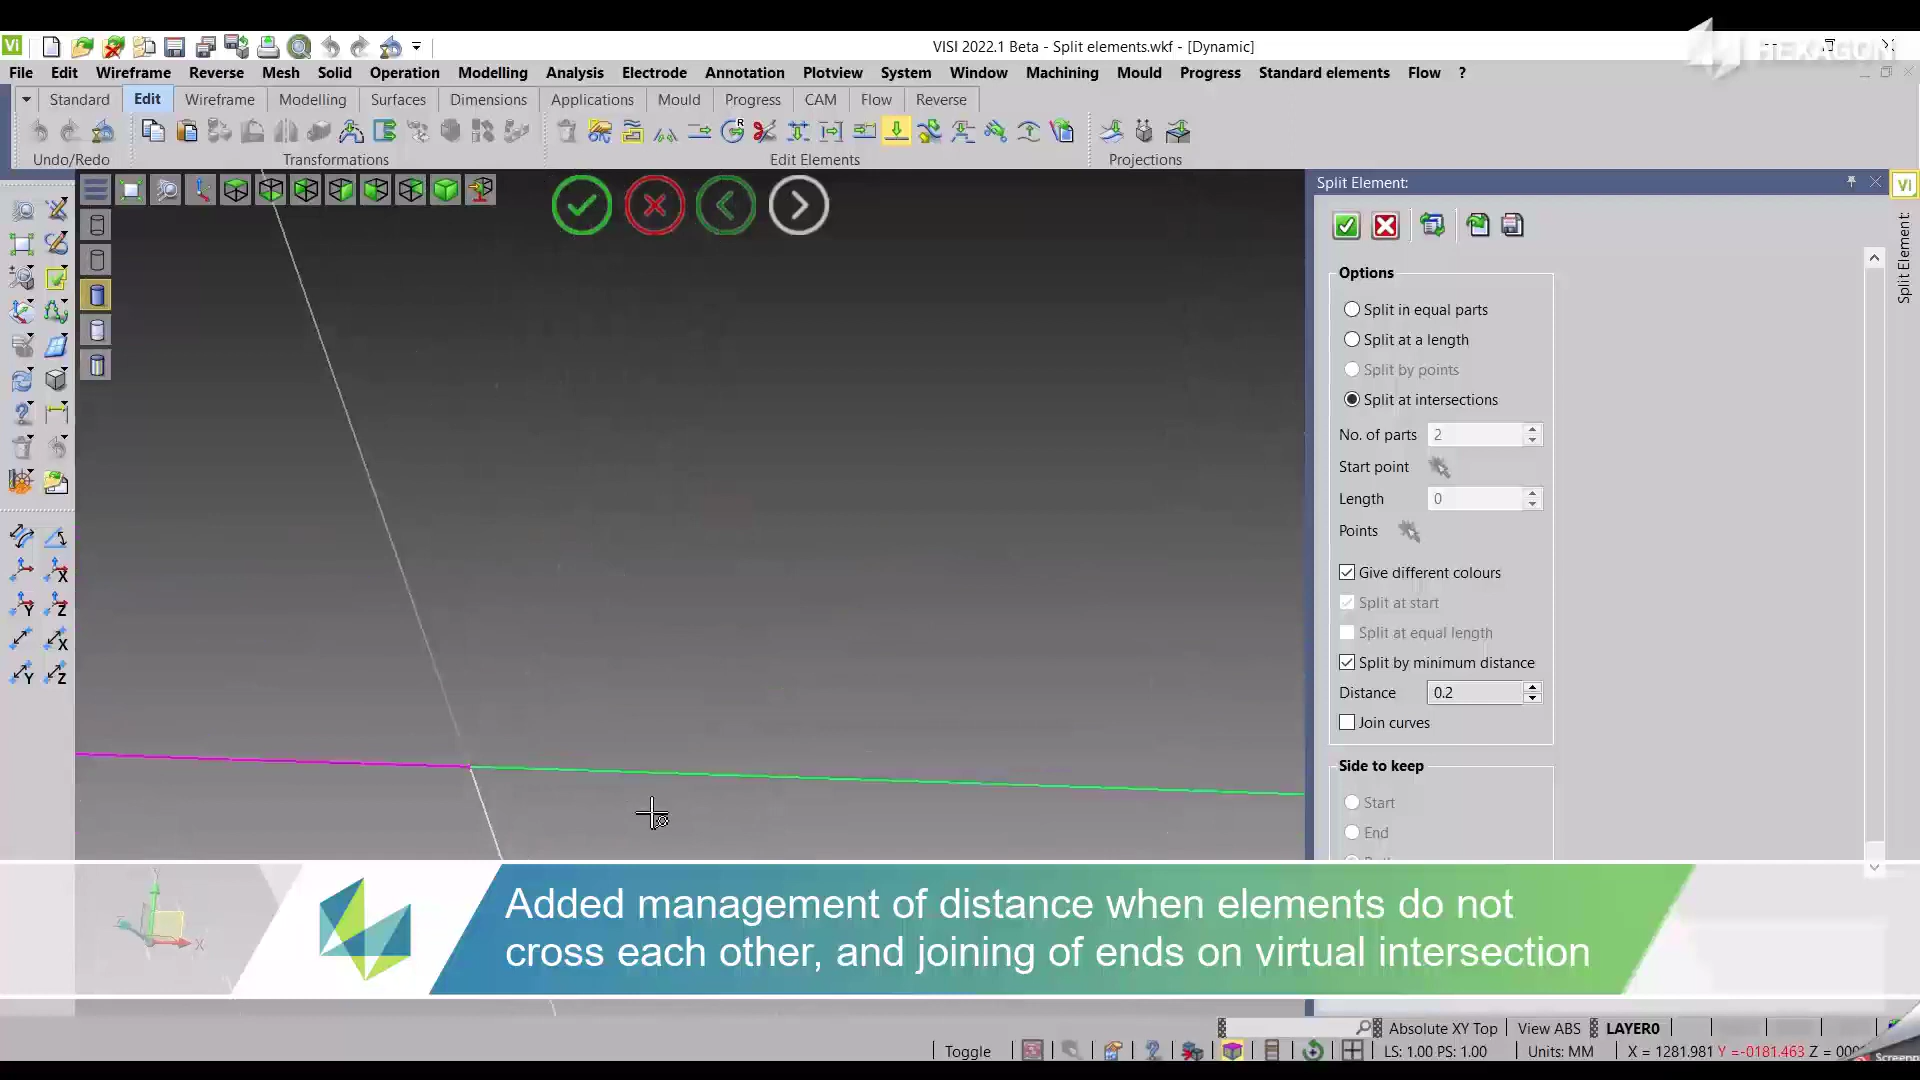 Vi
VISI 2022.1 Beta - Split elements.wkf - [Dynamic]
HEXAGON
File Edit Wireframe Reverse Mesh Solid Operation Modelling Analysis Electrode Annotation Plotview System Window Machining Mould Progress Standard elements Flow ?
Standard Edit Wireframe Modelling Surfaces Dimensions Applications Mould Progress CAM Flow Reverse
Undo/Redo Transformations Edit Elements Projections
Split Element:
VI
Split Element
Options
Split in equal parts
Split at a length
Split by points
Split at intersections
No. of parts 2
Start point
Length 0
Points
Give different colours
Split at start
Split at equal length
Split by minimum distance
Distance 0.2
Join curves
Side to keep
Start
End
X
X
Y Z
X
Y Z
Added management of distance when elements do not
cross each other, and joining of ends on virtual intersection
Absolute XY Top View ABS LAYER0
Toggle LS: 1.00 PS: 1.00 Units: MM X = 1281.981 Y =-0181.463 Z =